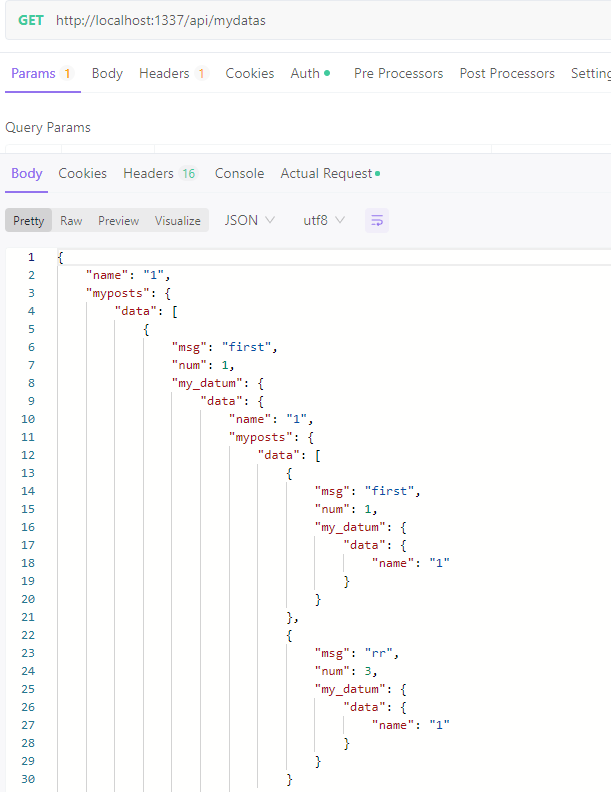 GET http://localhost:1337/api/mydatas
Params 1 Body Headers 1 Cookies Auth Pre Processors Post Processors Setting
Query Params
Body Cookies Headers 16 Console Actual Request
Pretty Raw Preview Visualize JSON utf8
1 {
2 "name": "1",
3 "myposts": {
4 "data": [
5 {
6 "msg": "first",
7 "num": 1,
8 "my_datum": {
9 "data": {
10 "name": "1",
11 "myposts": {
12 "data": [
13 {
14 "msg": "first",
15 "num": 1,
16 "my_datum": {
17 "data": {
18 "name": "1"
19 }
20 }
21 },
22 {
23 "msg": "rr",
24 "num": 3,
25 "my_datum": {
26 "data": {
27 "name": "1"
28 }
29 }
30 }